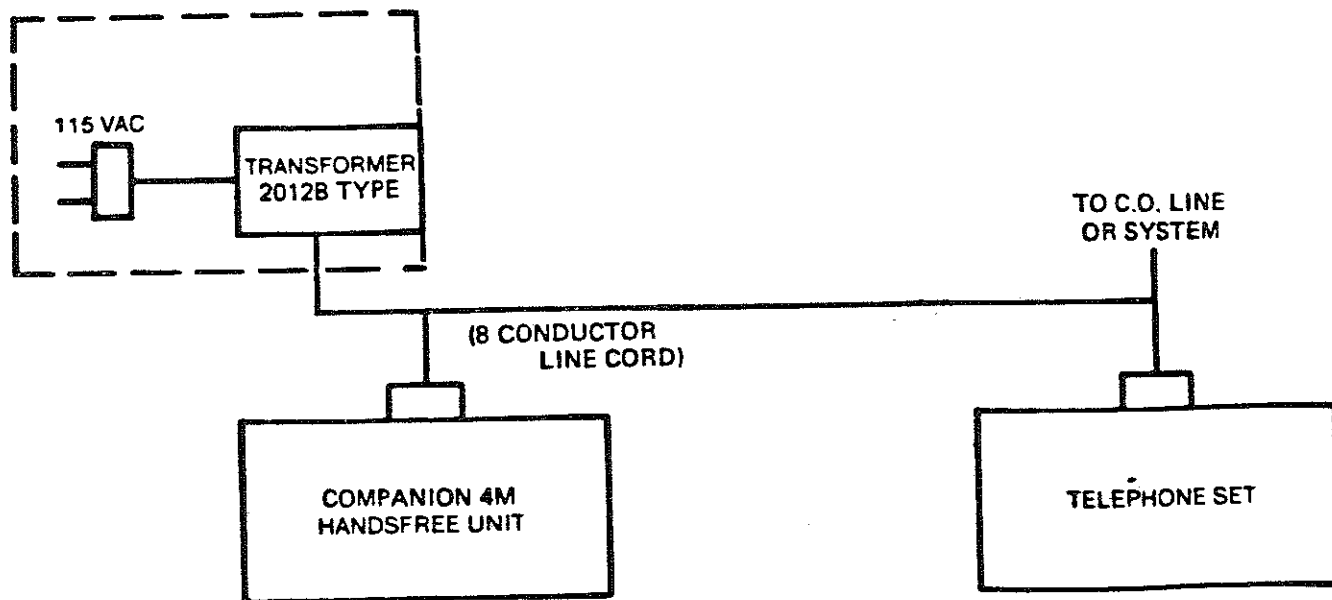 115 VAC
TRANSFORMER
2012B TYPE
TO C.O. LINE
OR SYSTEM
(8 CONDUCTOR
LINE CORD)
COMPANION 4M
HANDSFREE UNIT
TELEPHONE SET